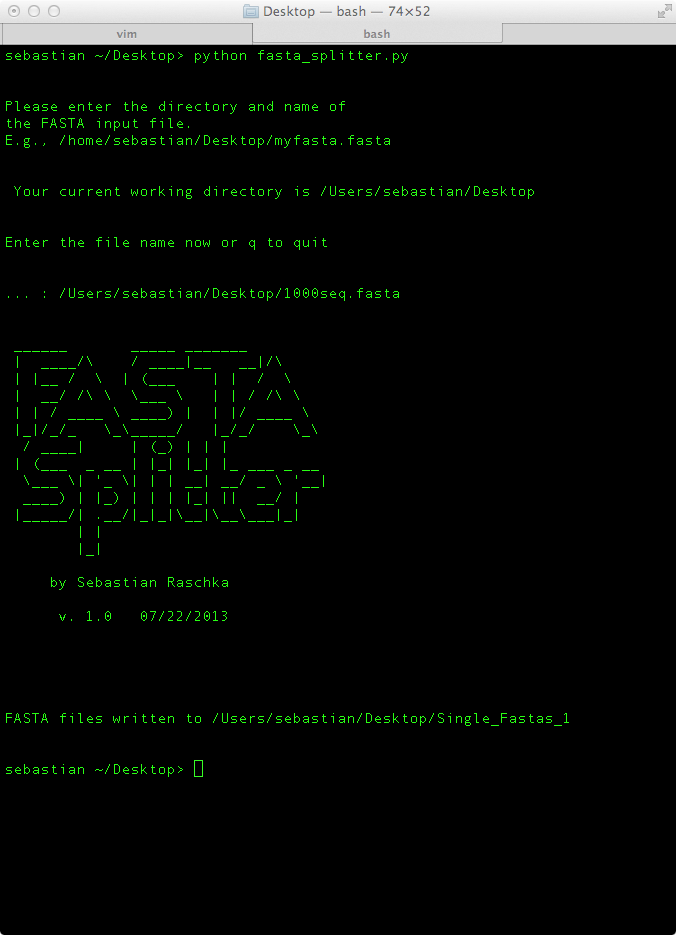 Desktop — bash — 74×52
vim
bash
sebastian ~/Desktop> python fasta_splitter.py
Please enter the directory and name of
the FASTA input file.
E.g., /home/sebastian/Desktop/myfasta.fasta
Your current working directory is /Users/sebastian/Desktop
Enter the file name now or q to quit
... : /Users/sebastian/Desktop/1000seq.fasta
FASTA
Splitter
by Sebastian Raschka
v. 1.0 07/22/2013
FASTA files written to /Users/sebastian/Desktop/Single_Fastas_1
sebastian ~/Desktop>